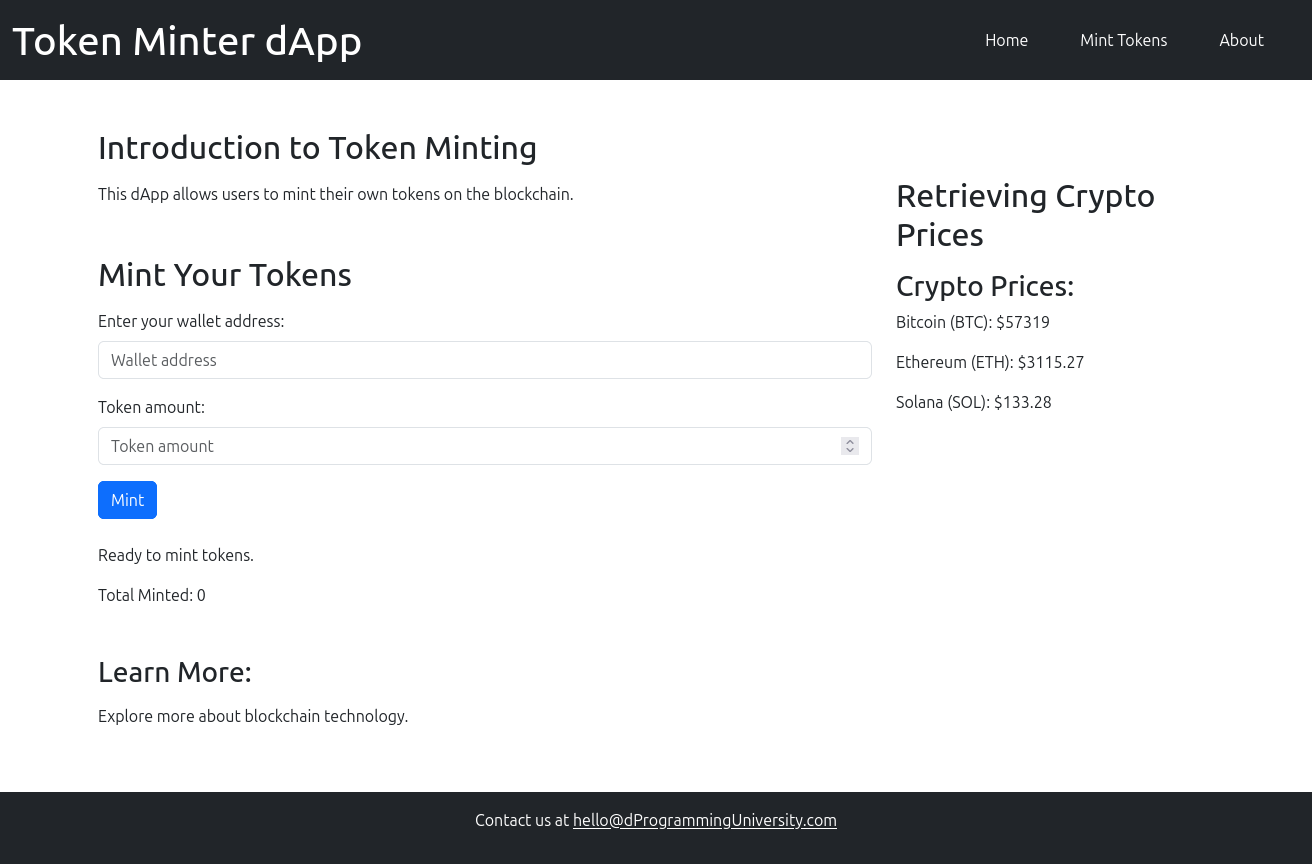 Token Minter dApp
Home
Mint Tokens
About
Introduction to Token Minting
This dApp allows users to mint their own tokens on the blockchain.
Mint Your Tokens
Enter your wallet address:
Wallet address
Token amount:
Token amount
Mint
Ready to mint tokens.
Total Minted: 0
Learn More:
Explore more about blockchain technology.
Retrieving Crypto
Prices
Crypto Prices:
Bitcoin (BTC): $57319
Ethereum (ETH): $3115.27
Solana (SOL): $133.28
Contact us at hello@dProgrammingUniversity.com